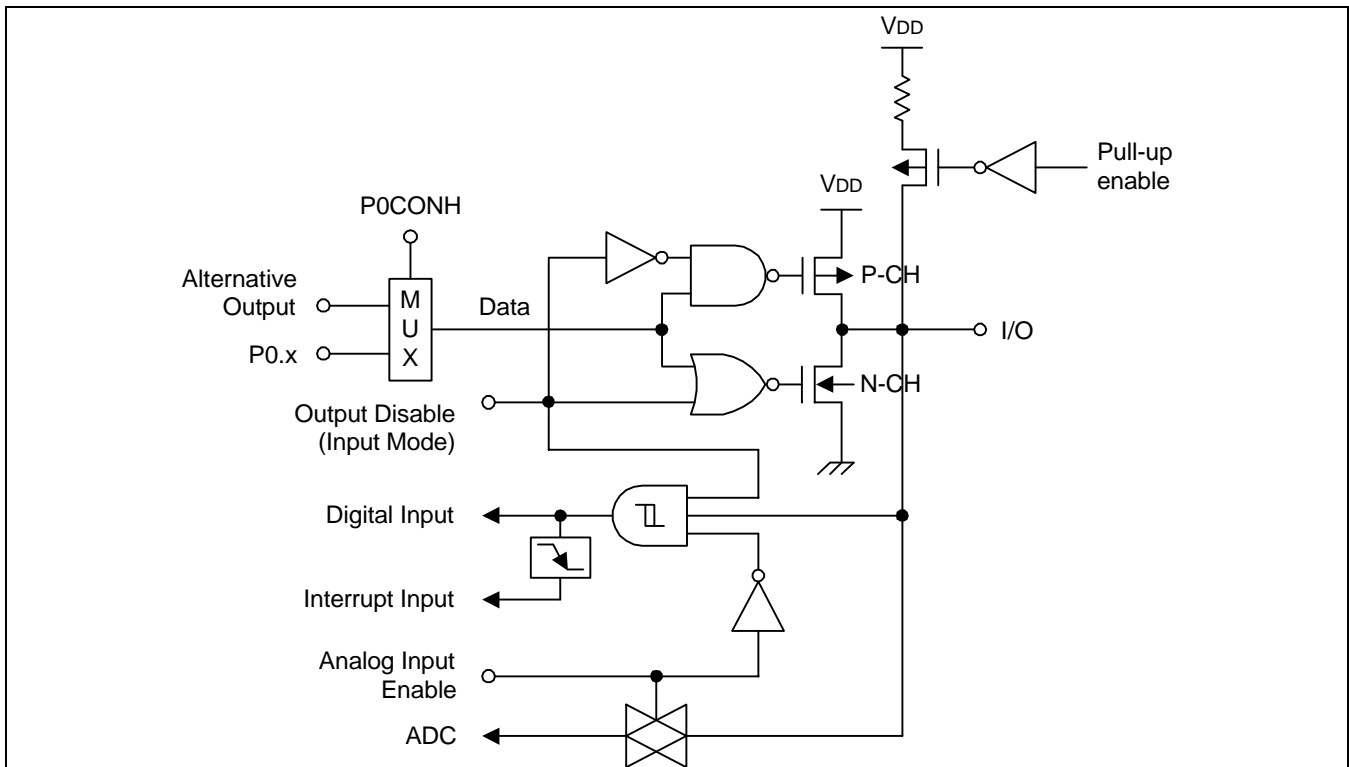 VDD
Pull-up
enable
VDD
P0CONH
Alternative
Output
M
U
X
Data
P-CH
I/O
P0.x
N-CH
Output Disable
(Input Mode)
Digital Input
Interrupt Input
Analog Input
Enable
ADC